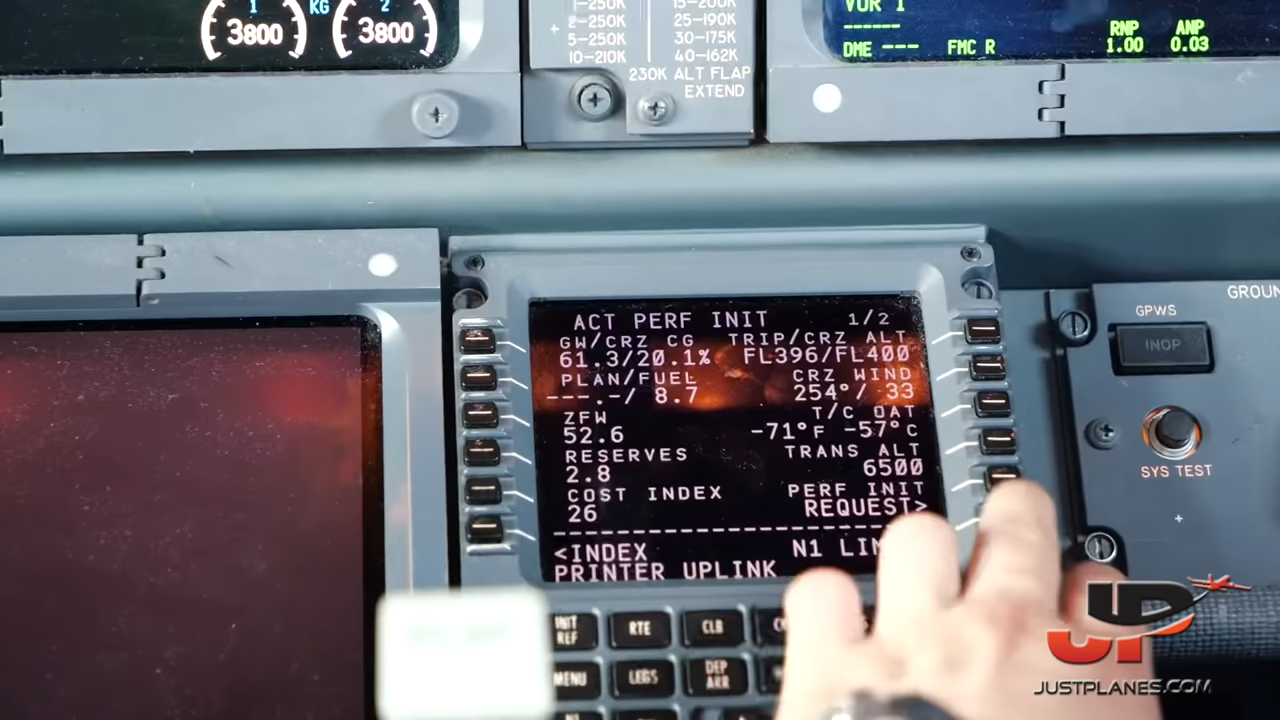 1 KG 2
3800 3800
1-250K 15-200K
2-250K 25-190K
5-250K 30-175K
10-210K 40-162K
230K ALT FLAP
EXTEND
VOR 1
------
DME --- FMC R
RNP ANP
1.00 0.03
ACT PERF INIT 1/2
GW/CRZ CG TRIP/CRZ ALT
61.3/20.1% FL396/FL400
PLAN/FUEL CRZ WIND
---.-/ 8.7 254°/ 33
ZFW T/C OAT
52.6 -71°F -57°C
RESERVES TRANS ALT
2.8 6500
COST INDEX PERF INIT
26 REQUEST>
<INDEX N1 LIM
PRINTER UPLINK
INIT REF
RTE
CLB
MENU
LEGS
DEP ARR
GPWS
INOP
SYS TEST
JP
JUSTPLANES.COM